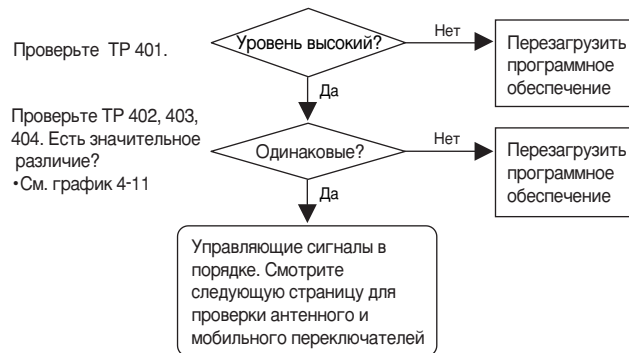 Проверьте TP 401.
Уровень высокий?
Нет
Перезагрузить
программное
обеспечение
Да
Проверьте TP 402, 403,
404. Есть значительное
различие?
•См. график 4-11
Одинаковые?
Нет
Перезагрузить
программное
обеспечение
Да
Управляющие сигналы в
порядке. Смотрите
следующую страницу для
проверки антенного и
мобильного переключателей